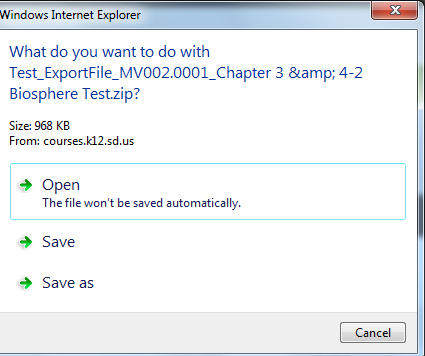 Windows Internet Explorer
What do you want to do with
Test_ExportFile_MV002.0001_Chapter 3 &amp; 4-2
Biosphere Test.zip?
Size: 968 KB
From: courses.k12.sd.us
Open
The file won't be saved automatically.
Save
Save as
Cancel